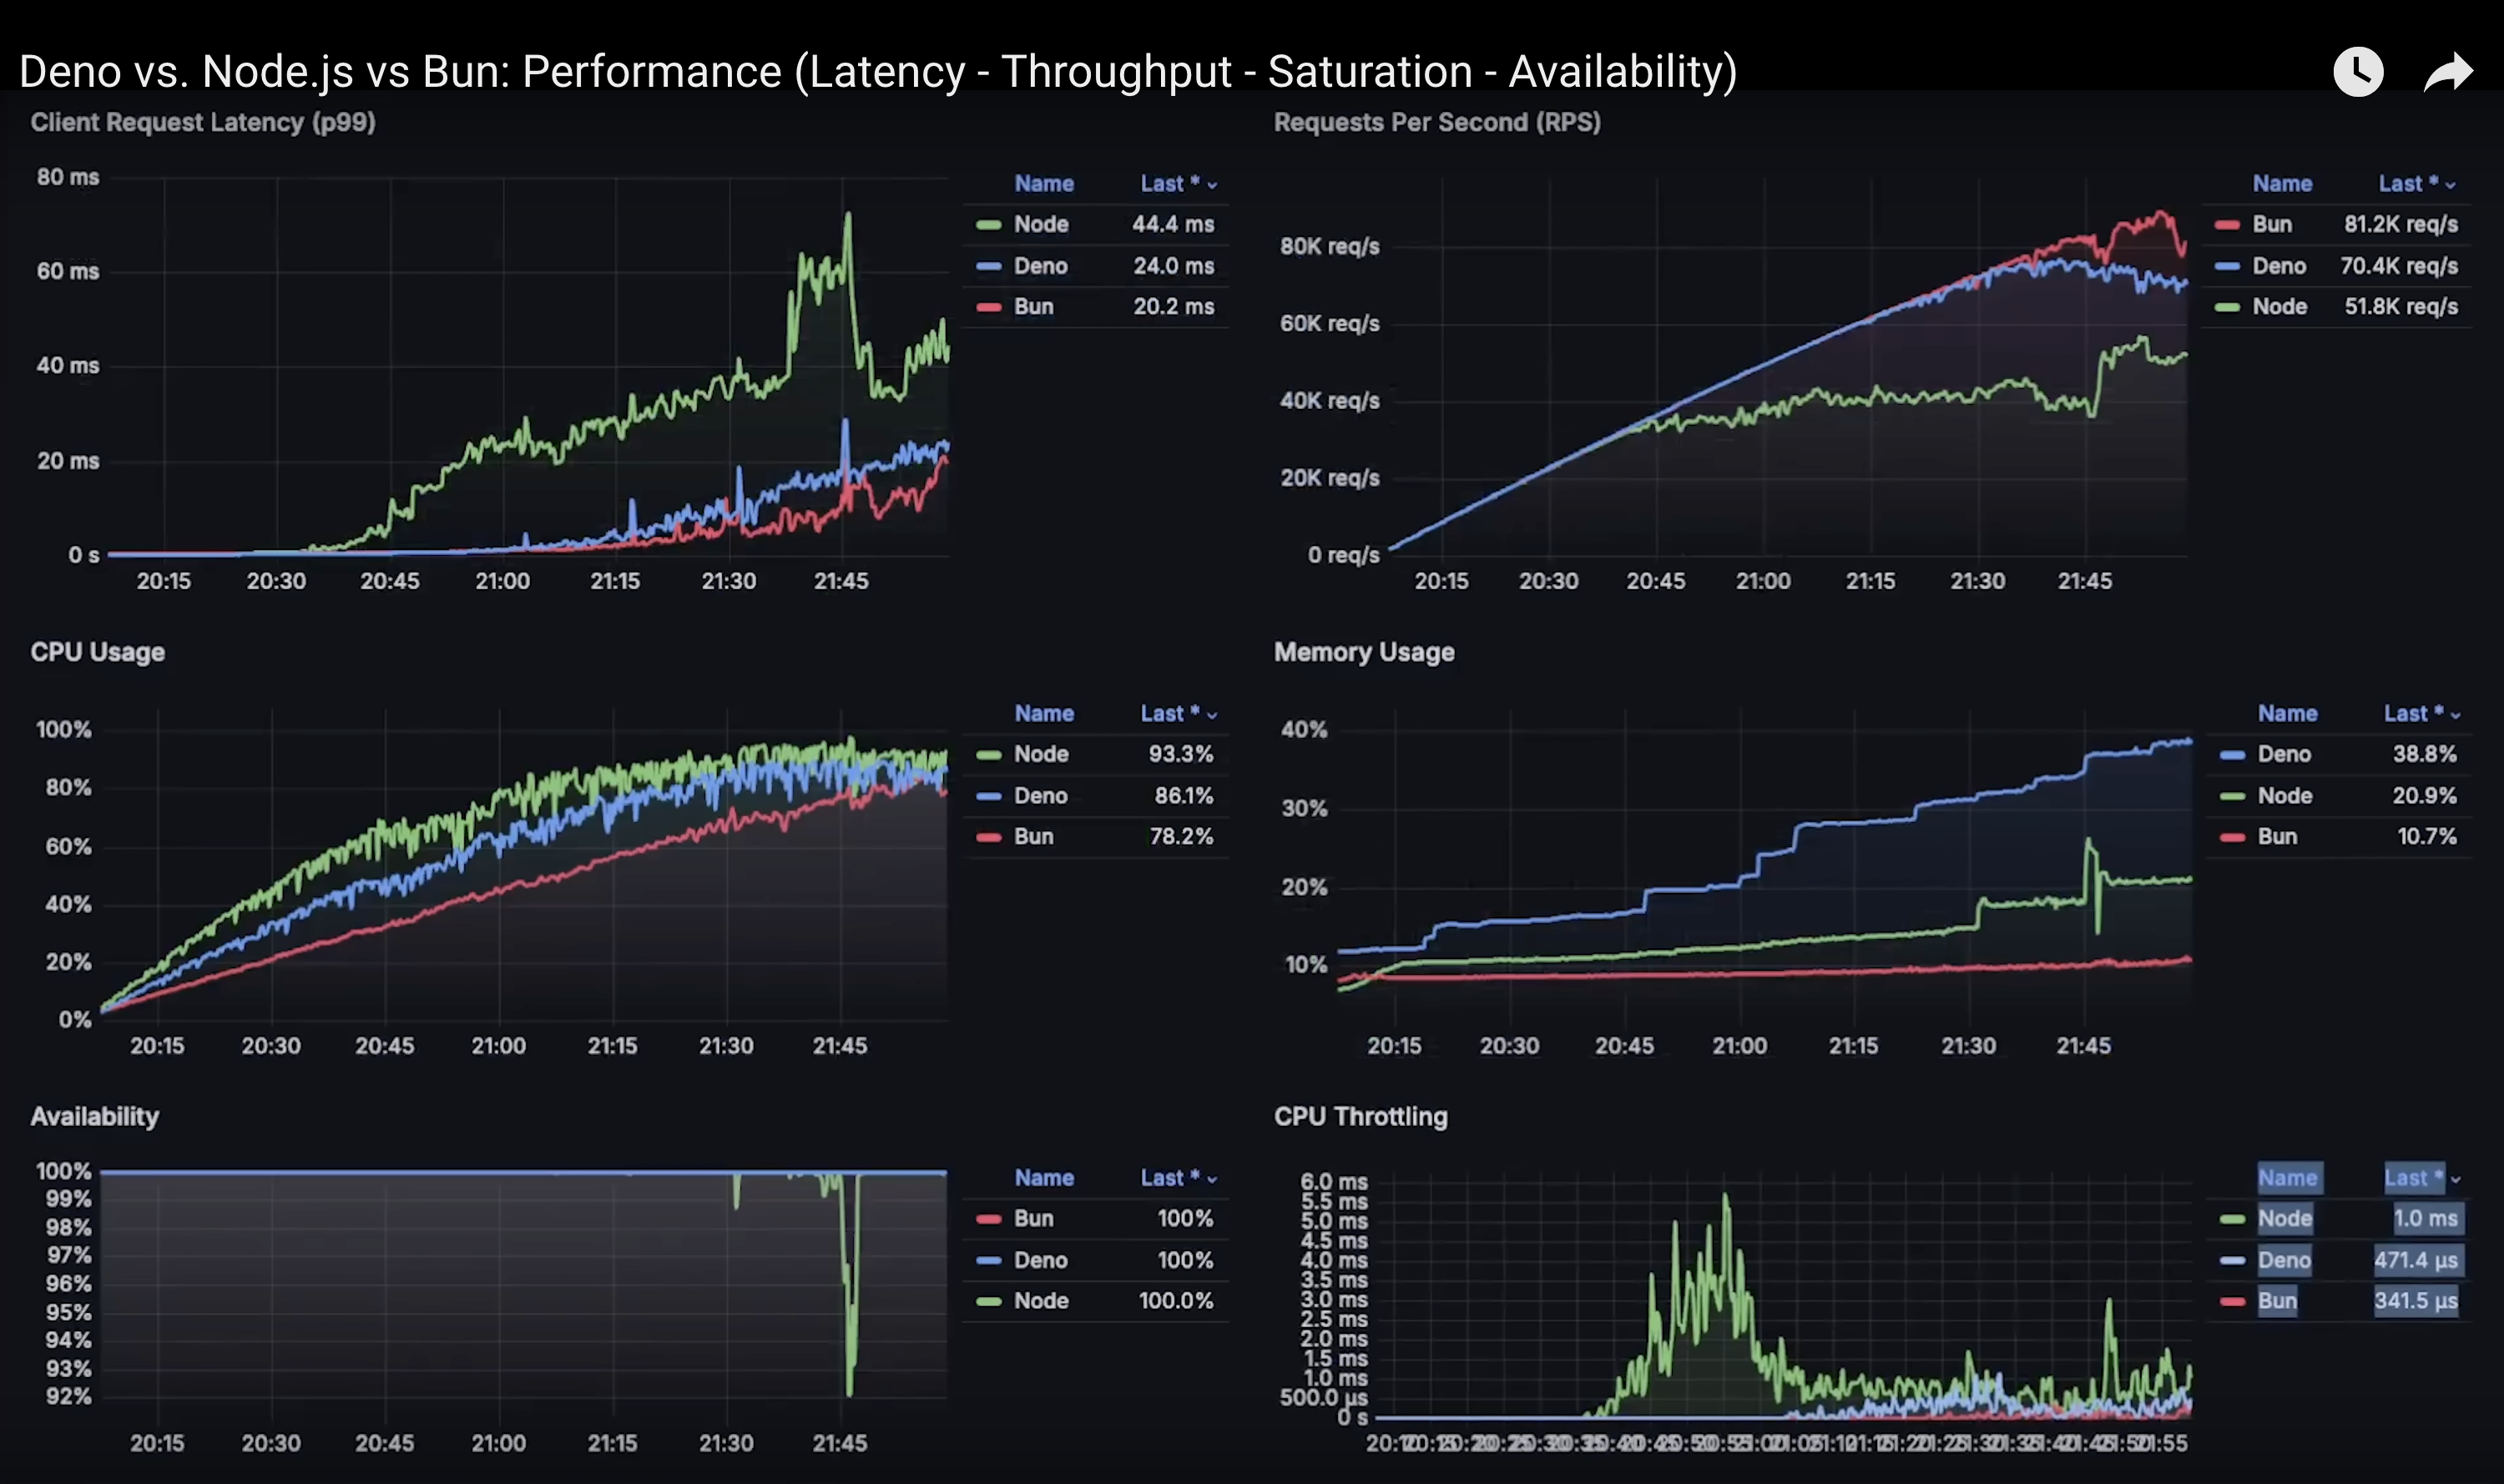 Deno vs. Node.js vs Bun: Performance (Latency - Throughput - Saturation - Availability)
Client Request Latency (p99)
80 ms
60 ms
40 ms
20 ms
0 s
20:15 20:30 20:45 21:00 21:15 21:30 21:45
Name Last *
Node 44.4 ms
Deno 24.0 ms
Bun 20.2 ms
Requests Per Second (RPS)
80K req/s
60K req/s
40K req/s
20K req/s
0 req/s
20:15 20:30 20:45 21:00 21:15 21:30 21:45
Name Last *
Bun 81.2K req/s
Deno 70.4K req/s
Node 51.8K req/s
CPU Usage
100%
80%
60%
40%
20%
0%
20:15 20:30 20:45 21:00 21:15 21:30 21:45
Name Last *
Node 93.3%
Deno 86.1%
Bun 78.2%
Memory Usage
40%
30%
20%
10%
20:15 20:30 20:45 21:00 21:15 21:30 21:45
Name Last *
Deno 38.8%
Node 20.9%
Bun 10.7%
Availability
100%
99%
98%
97%
96%
95%
94%
93%
92%
20:15 20:30 20:45 21:00 21:15 21:30 21:45
Name Last *
Bun 100%
Deno 100%
Node 100.0%
CPU Throttling
6.0 ms
5.5 ms
5.0 ms
4.5 ms
4.0 ms
3.5 ms
3.0 ms
2.5 ms
2.0 ms
1.5 ms
1.0 ms
500.0 µs
0 s
Name Last *
Node 1.0 ms
Deno 471.4 µs
Bun 341.5 µs